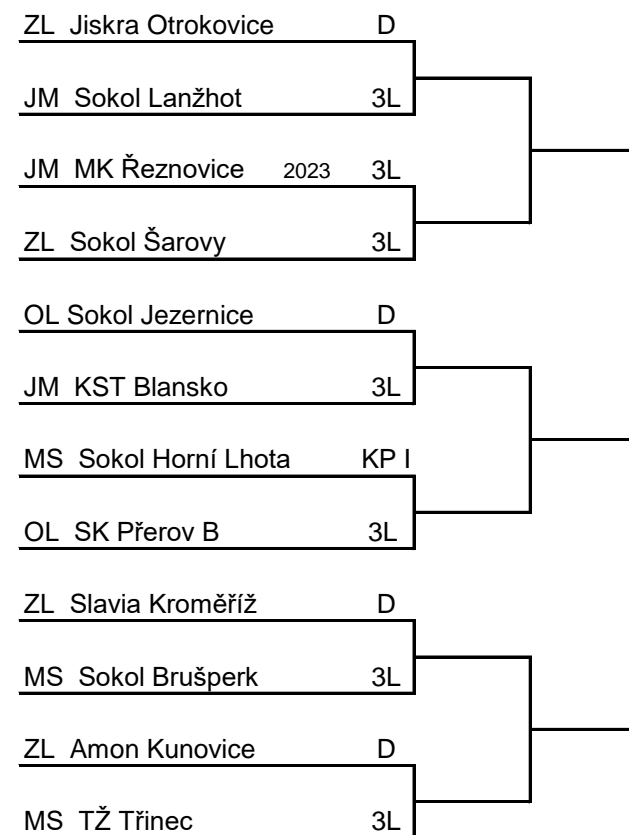 ZL Jiskra Otrokovice D
JM Sokol Lanžhot 3L
JM MK Řeznovice 2023 3L
ZL Sokol Šarovy 3L
OL Sokol Jezernice D
JM KST Blansko 3L
MS Sokol Horní Lhota KP I
OL SK Přerov B 3L
ZL Slavia Kroměříž D
MS Sokol Brušperk 3L
ZL Amon Kunovice D
MS TŽ Třinec 3L